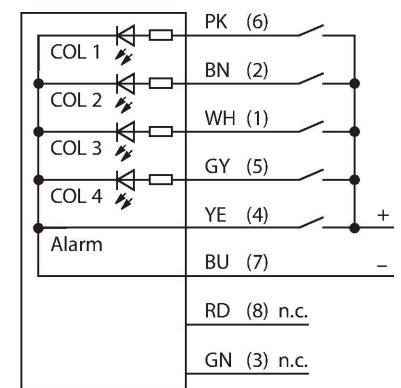 PK (6)
COL 1
BN (2)
COL 2
WH (1)
COL 3
GY (5)
COL 4
YE (4) +
Alarm
BU (7) –
RD (8) n.c.
GN (3) n.c.